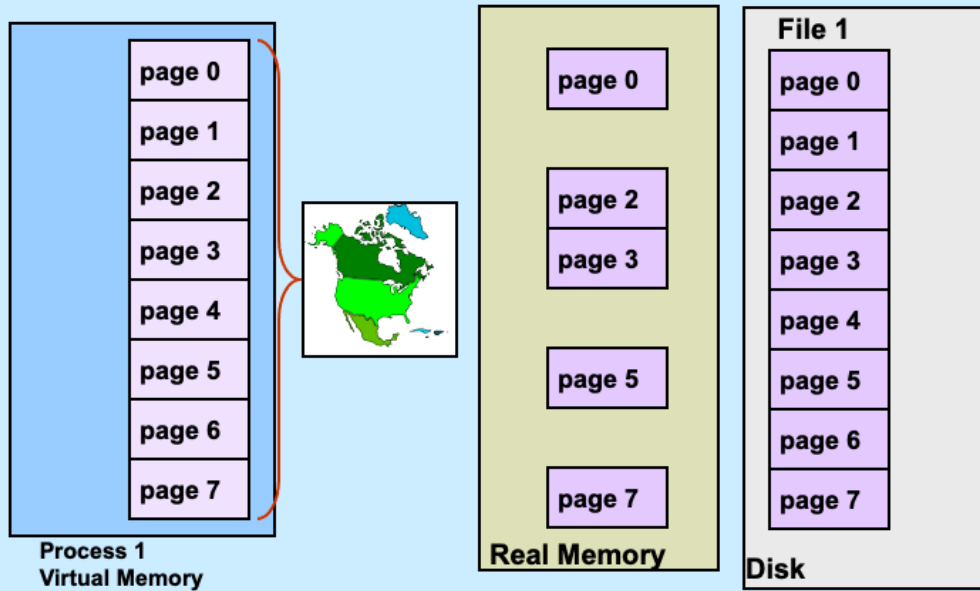 page 0
page 1
page 2
page 3
page 4
page 5
page 6
page 7
Process 1
Virtual Memory
page 0
page 2
page 3
page 5
page 7
Real Memory
File 1
page 0
page 1
page 2
page 3
page 4
page 5
page 6
page 7
Disk